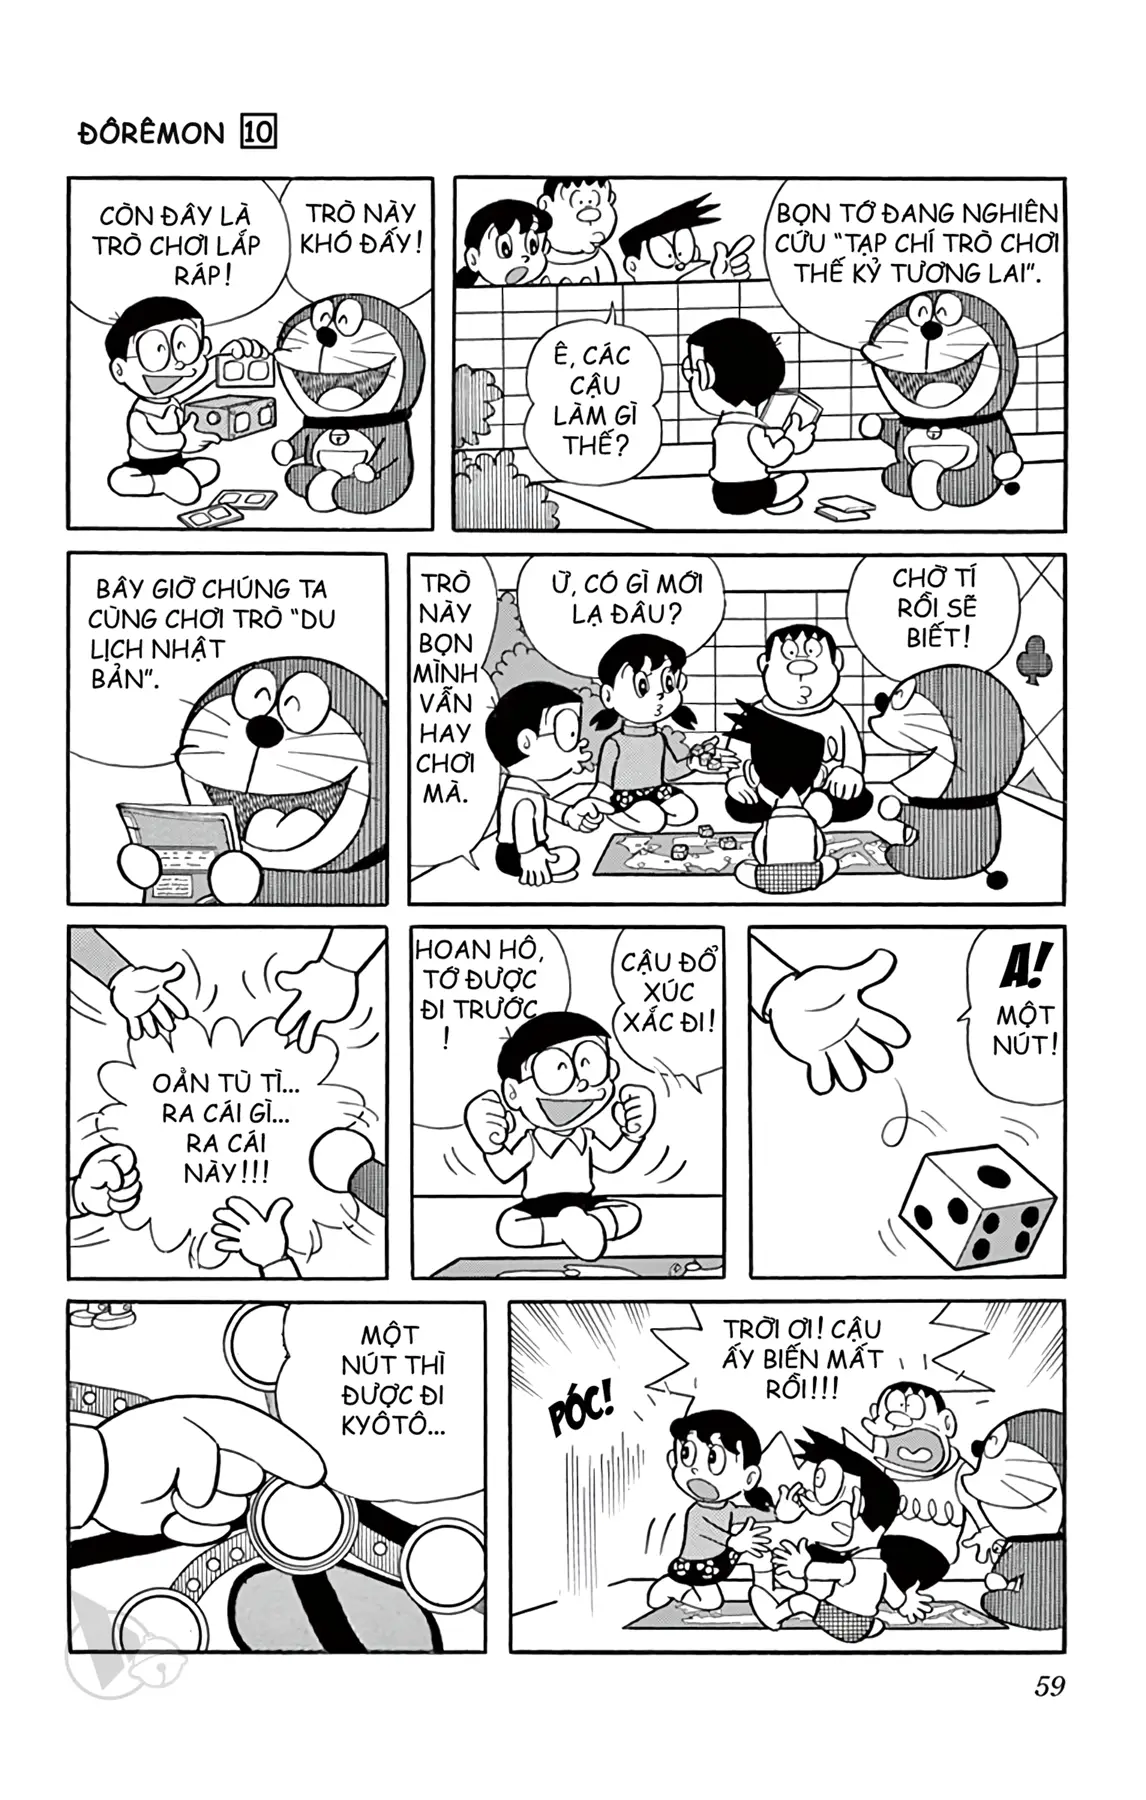 ĐÔRÊMON 10
CÒN ĐÂY LÀ
TRÒ CHƠI LẮP
RÁP!
TRÒ NÀY
KHÓ ĐẤY!
Ê, CÁC
CẬU
LÀM GÌ
THẾ?
BỌN TỚ ĐANG NGHIÊN
CỨU "TẠP CHÍ TRÒ CHƠI
THẾ KỶ TƯƠNG LAI".
BÂY GIỜ CHÚNG TA
CÙNG CHƠI TRÒ "DU
LỊCH NHẬT
BẢN".
TRÒ
NÀY
BỌN
MÌNH
VẪN
HAY
CHƠI
MÀ.
Ừ, CÓ GÌ MỚI
LẠ ĐÂU?
CHỜ TÍ
RỒI SẼ
BIẾT!
OẲN TÙ TÌ...
RA CÁI GÌ...
RA CÁI
NÀY!!!
HOAN HÔ,
TỚ ĐƯỢC
ĐI TRƯỚC
!
CẬU ĐỔ
XÚC
XẮC ĐI!
A!
MỘT
NÚT!
MỘT
NÚT THÌ
ĐƯỢC ĐI
KYÔTÔ...
PÓC!
TRỜI ƠI! CẬU
ẤY BIẾN MẤT
RỒI!!!
59